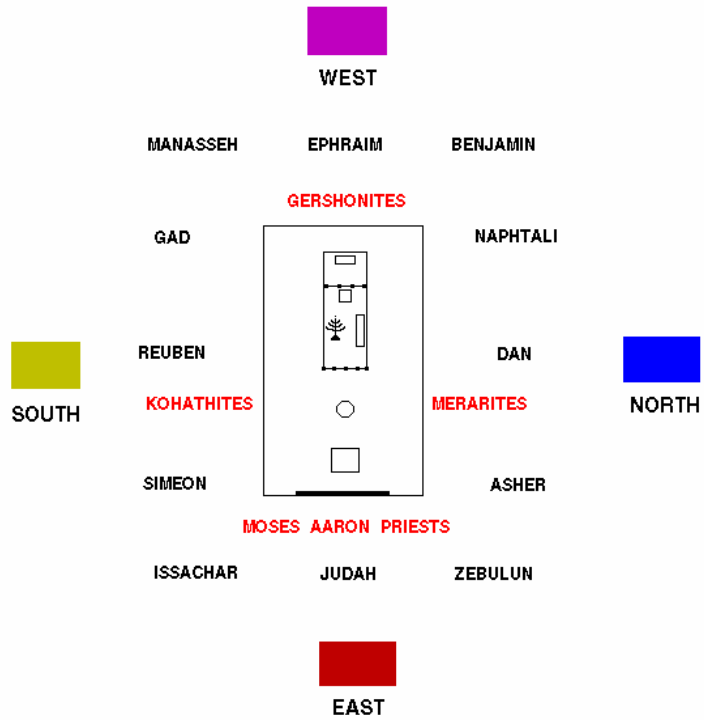 WEST
MANASSEH EPHRAIM BENJAMIN
GERSHONITES
GAD NAPHTALI
REUBEN DAN
KOHATHITES MERARITES
SOUTH NORTH
SIMEON ASHER
MOSES AARON PRIESTS
ISSACHAR JUDAH ZEBULUN
EAST